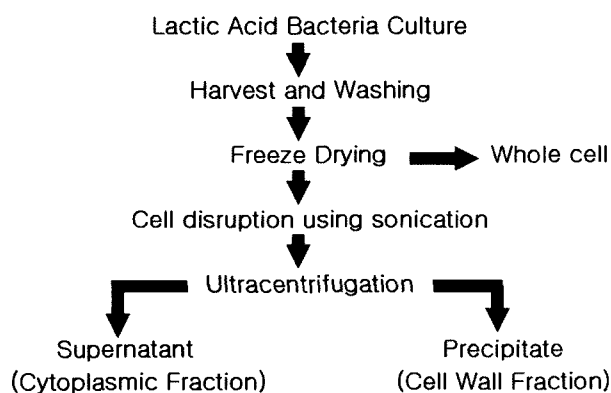 Lactic Acid Bacteria Culture
Harvest and Washing
Freeze Drying
Whole cell
Cell disruption using sonication
Ultracentrifugation
Supernatant
(Cytoplasmic Fraction)
Precipitate
(Cell Wall Fraction)